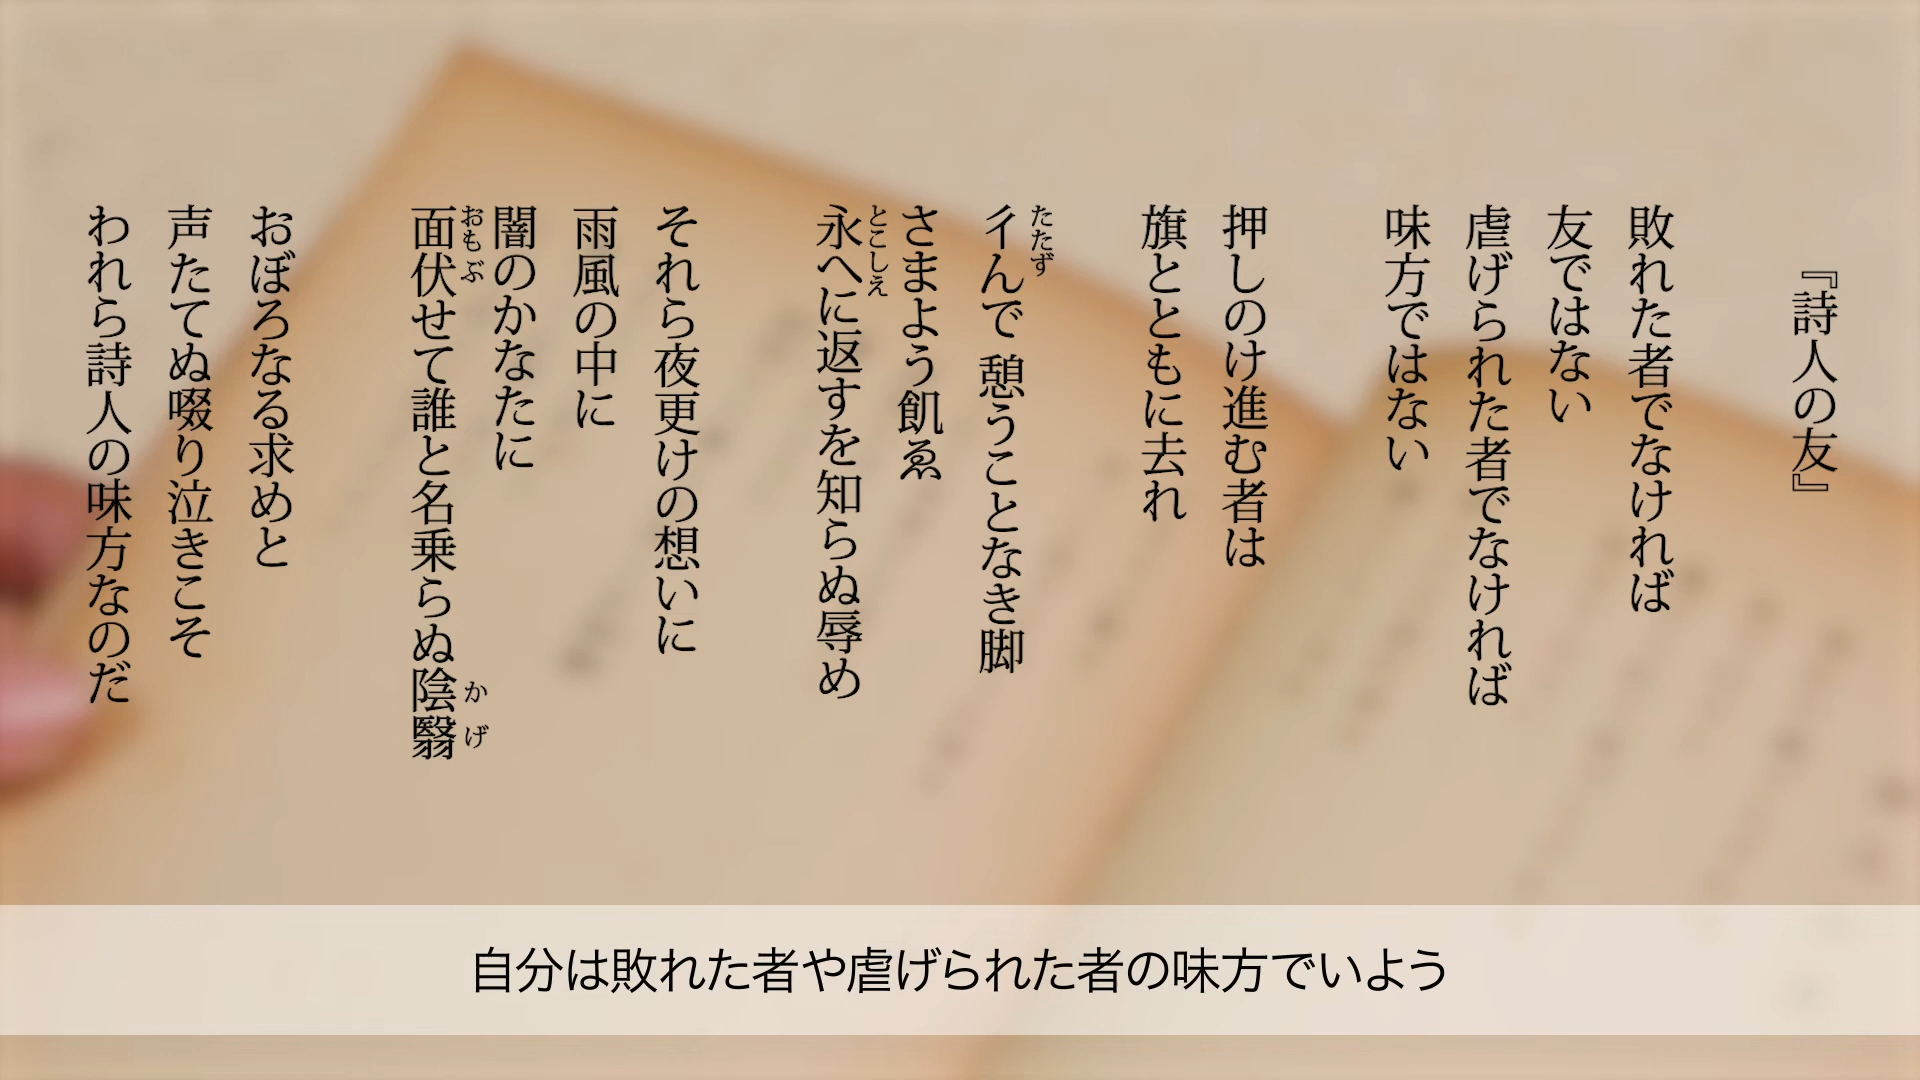 『詩人の友』
敗れた者でなければ
友ではない
虐げられた者でなければ
味方ではない
押しのけ進む者は
旗とともに去れ
たたず
彳んで 憩うことなき脚
さまよう飢ゑ
とこしえ
永へに返すを知らぬ辱め
それら夜更けの想いに
雨風の中に
闇のかなたに
おもぶ
面伏せて誰と名乗らぬ陰翳
かげ
おぼろなる求めと
声たてぬ啜り泣きこそ
われら詩人の味方なのだ
自分は敗れた者や虐げられた者の味方でいよう